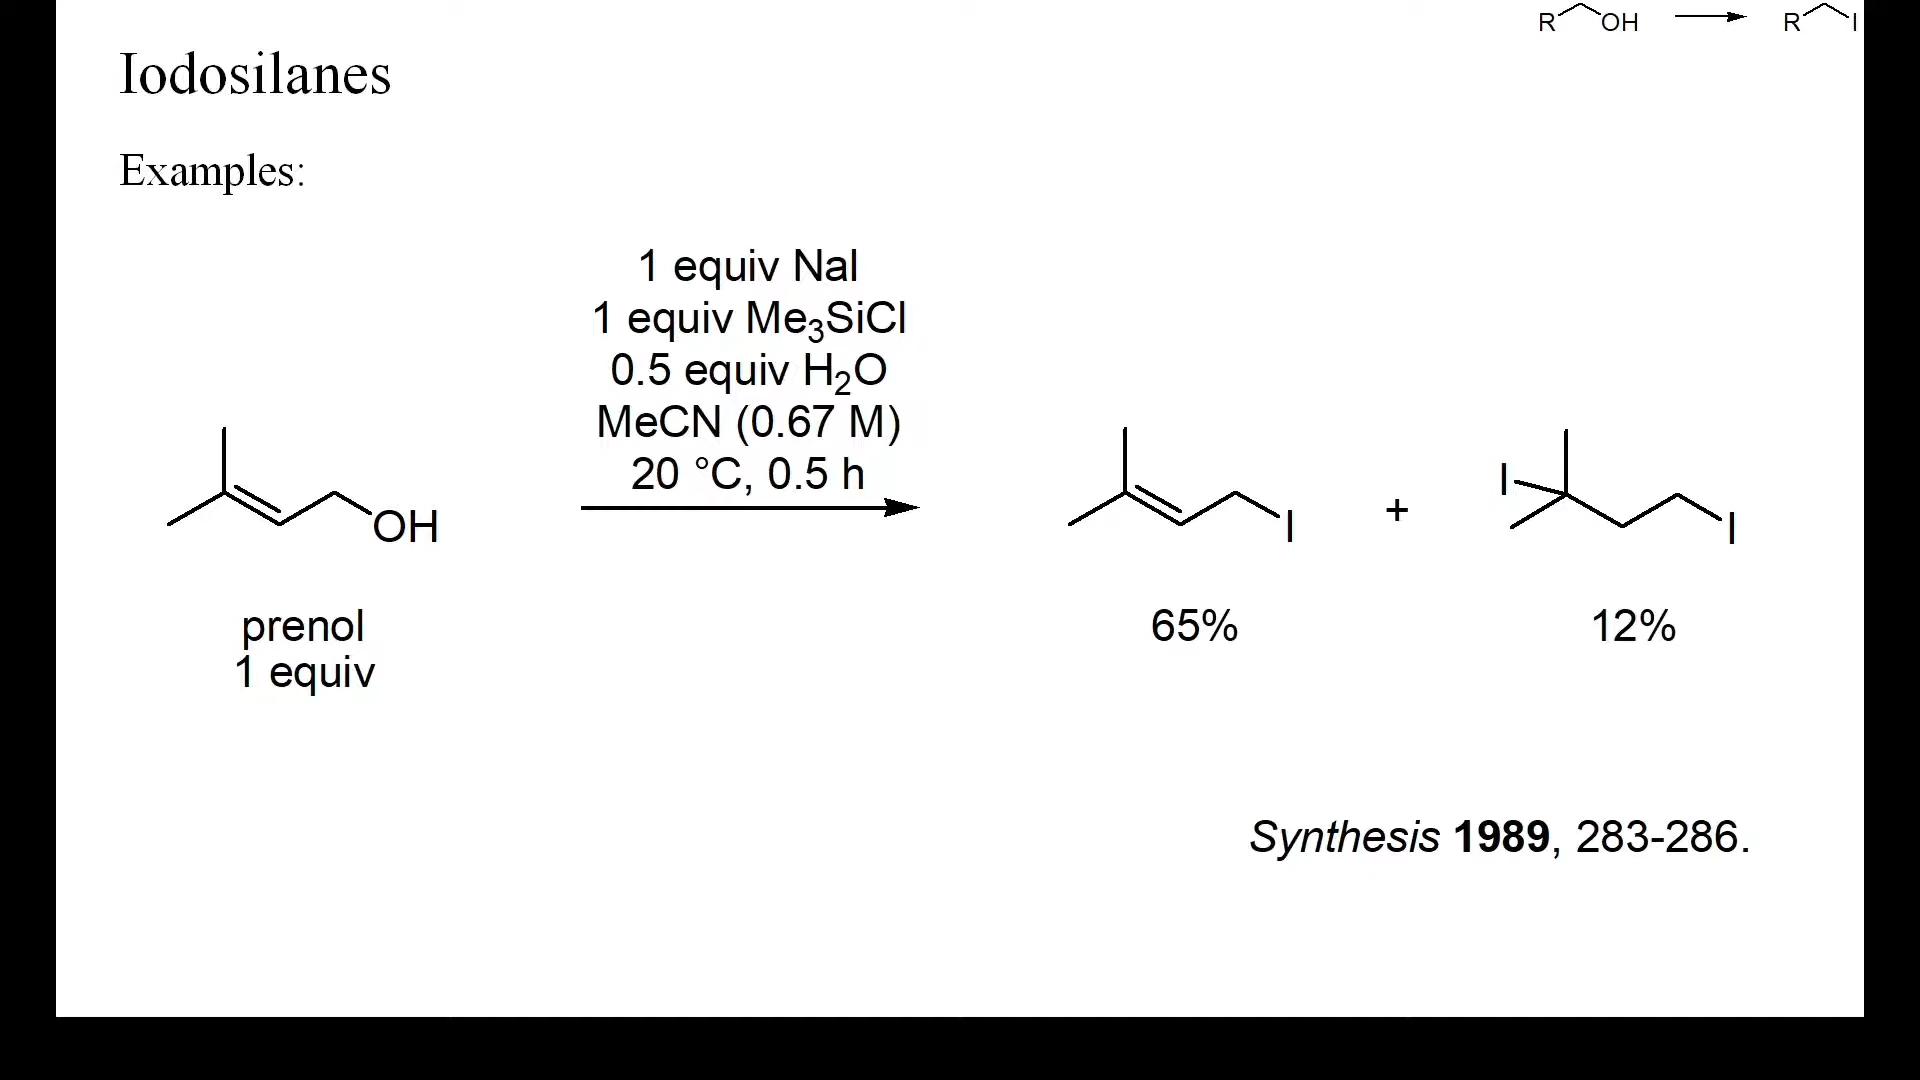 R OH R I
Iodosilanes
Examples:
1 equiv NaI
1 equiv Me₃SiCl
0.5 equiv H₂O
MeCN (0.67 M)
20 °C, 0.5 h
OH
I
+
I
I
prenol
1 equiv
65%
12%
Synthesis 1989, 283-286.